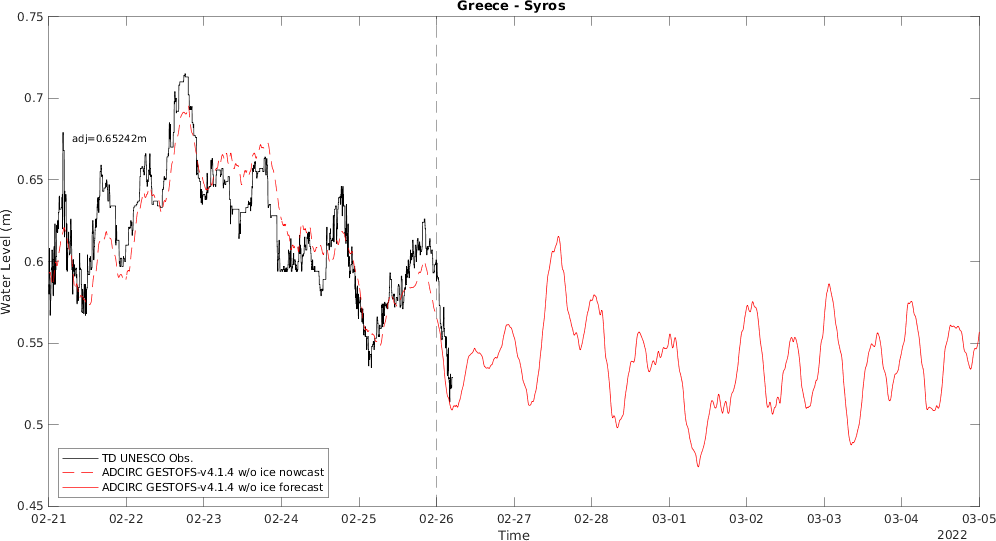 Greece - Syros
0.75
0.7
0.65
0.6
0.55
0.5
0.45
Water Level (m)
adj=0.65242m
TD UNESCO Obs.
ADCIRC GESTOFS-v4.1.4 w/o ice nowcast
ADCIRC GESTOFS-v4.1.4 w/o ice forecast
02-21 02-22 02-23 02-24 02-25 02-26 02-27 02-28 03-01 03-02 03-03 03-04 03-05
Time
2022